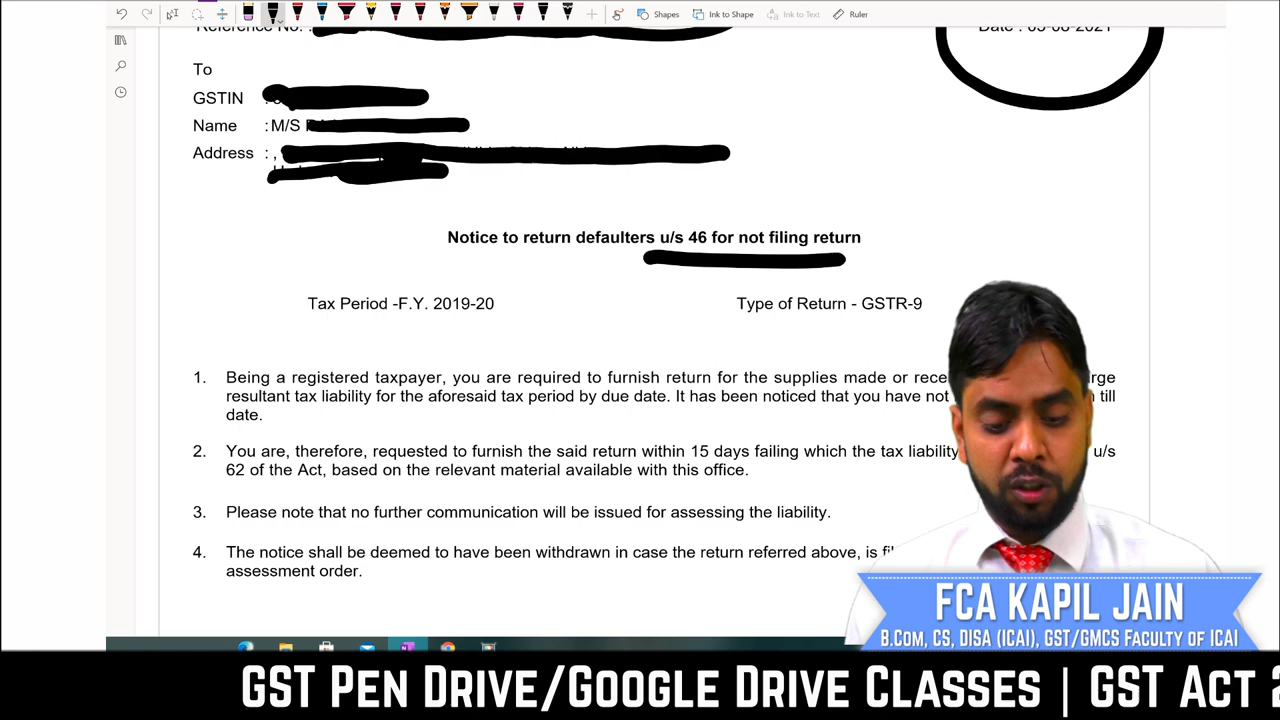 Shapes Ink to Shape Ink to Text Ruler
Reference No. :
Date : 03-08-2021
To
GSTIN :
Name : M/S
Address : ,
Notice to return defaulters u/s 46 for not filing return
Tax Period -F.Y. 2019-20 Type of Return - GSTR-9
1. Being a registered taxpayer, you are required to furnish return for the supplies made or
resultant tax liability for the aforesaid tax period by due date. It has been noticed that you have not till
date.
2. You are, therefore, requested to furnish the said return within 15 days failing which the tax liability u/s
62 of the Act, based on the relevant material available with this office.
3. Please note that no further communication will be issued for assessing the liability.
4. The notice shall be deemed to have been withdrawn in case the return referred above, is
assessment order.
FCA KAPIL JAIN
B.Com, CS, DISA (ICAI), GST/GMCS Faculty of ICAI
GST Pen Drive/Google Drive Classes | GST Act